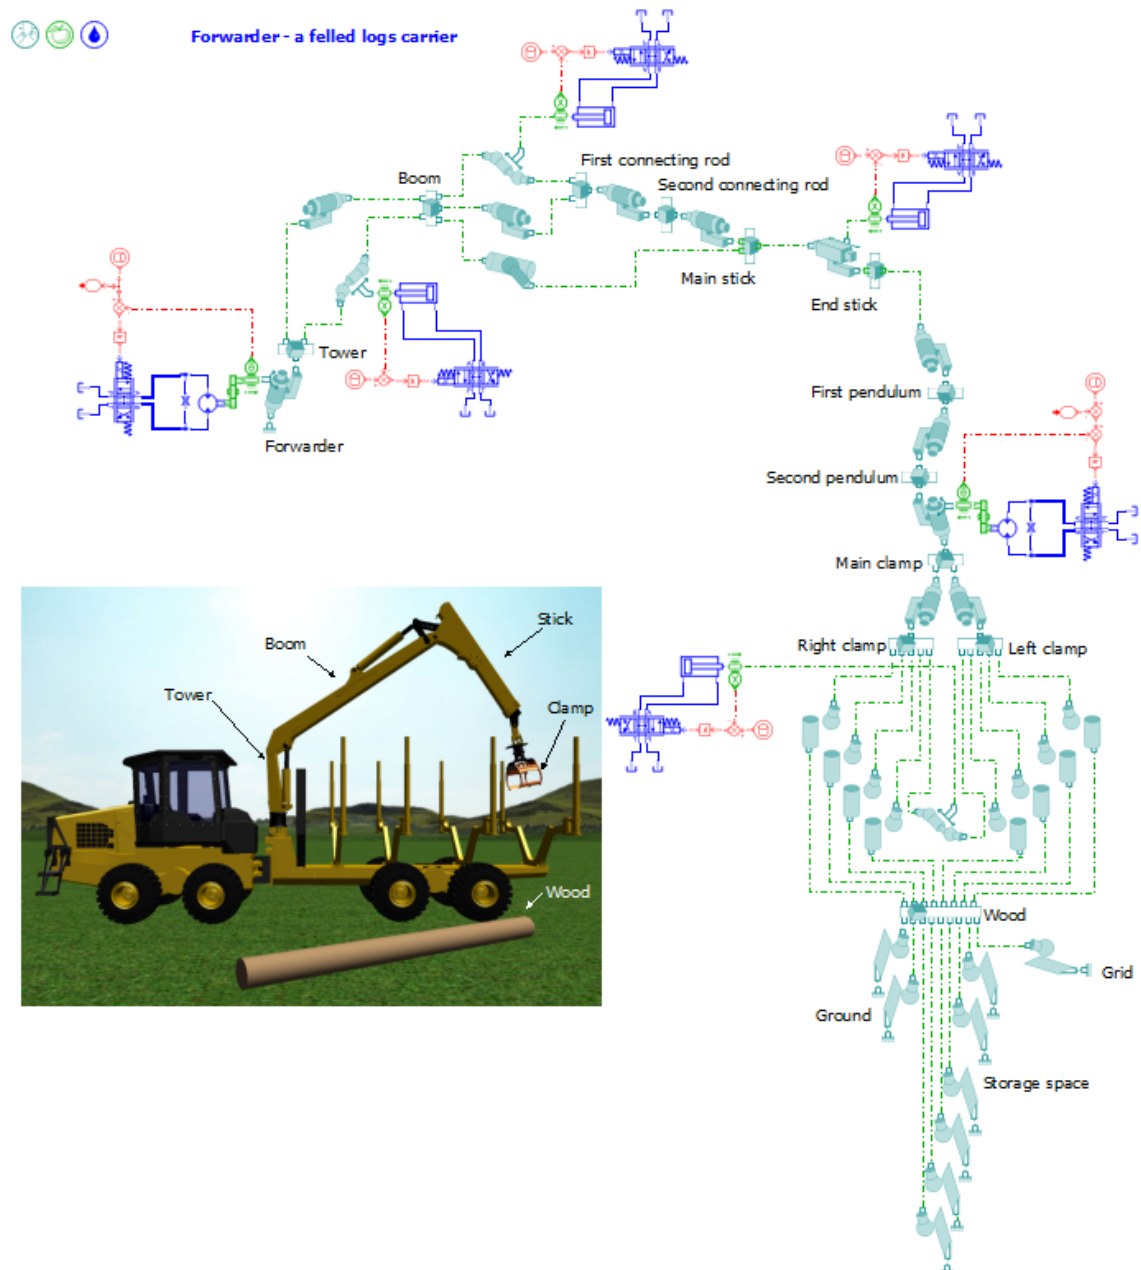 Forwarder - a felled logs carrier
First connecting rod
Boom
Second connecting rod
Main stick
End stick
Tower
First pendulum
Forwarder
Second pendulum
Main clamp
Right clamp
Left clamp
Stick
Boom
Tower
Clamp
Wood
Wood
Grid
Ground
Storage space